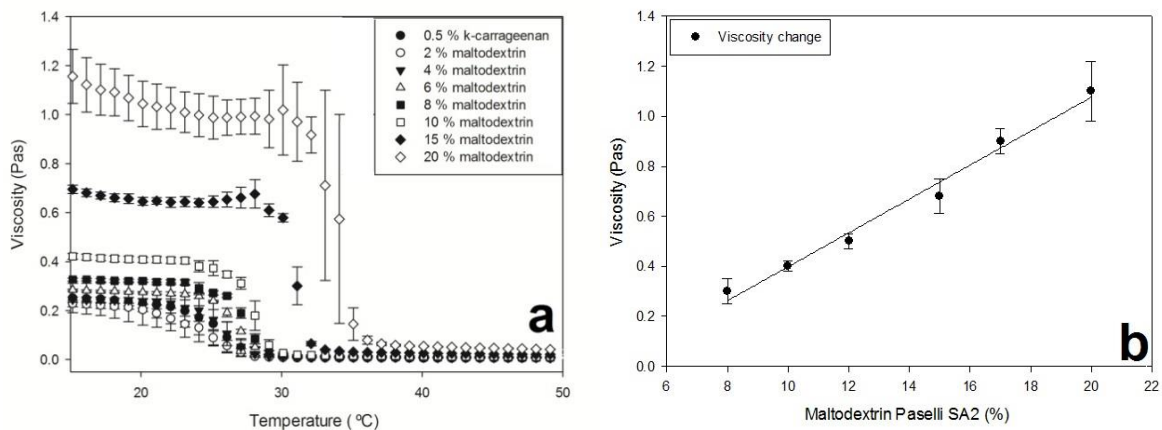 1.4
1.2
1.0
0.8
0.6
0.4
0.2
0.0
Viscosity (Pas)
0.5 % k-carrageenan
2 % maltodextrin
4 % maltodextrin
6 % maltodextrin
8 % maltodextrin
10 % maltodextrin
15 % maltodextrin
20 % maltodextrin
a
20 30 40 50
Temperature ( ºC)
1.4
1.2
1.0
0.8
0.6
0.4
0.2
0.0
Viscosity (Pas)
Viscosity change
b
6 8 10 12 14 16 18 20 22
Maltodextrin Paselli SA2 (%)